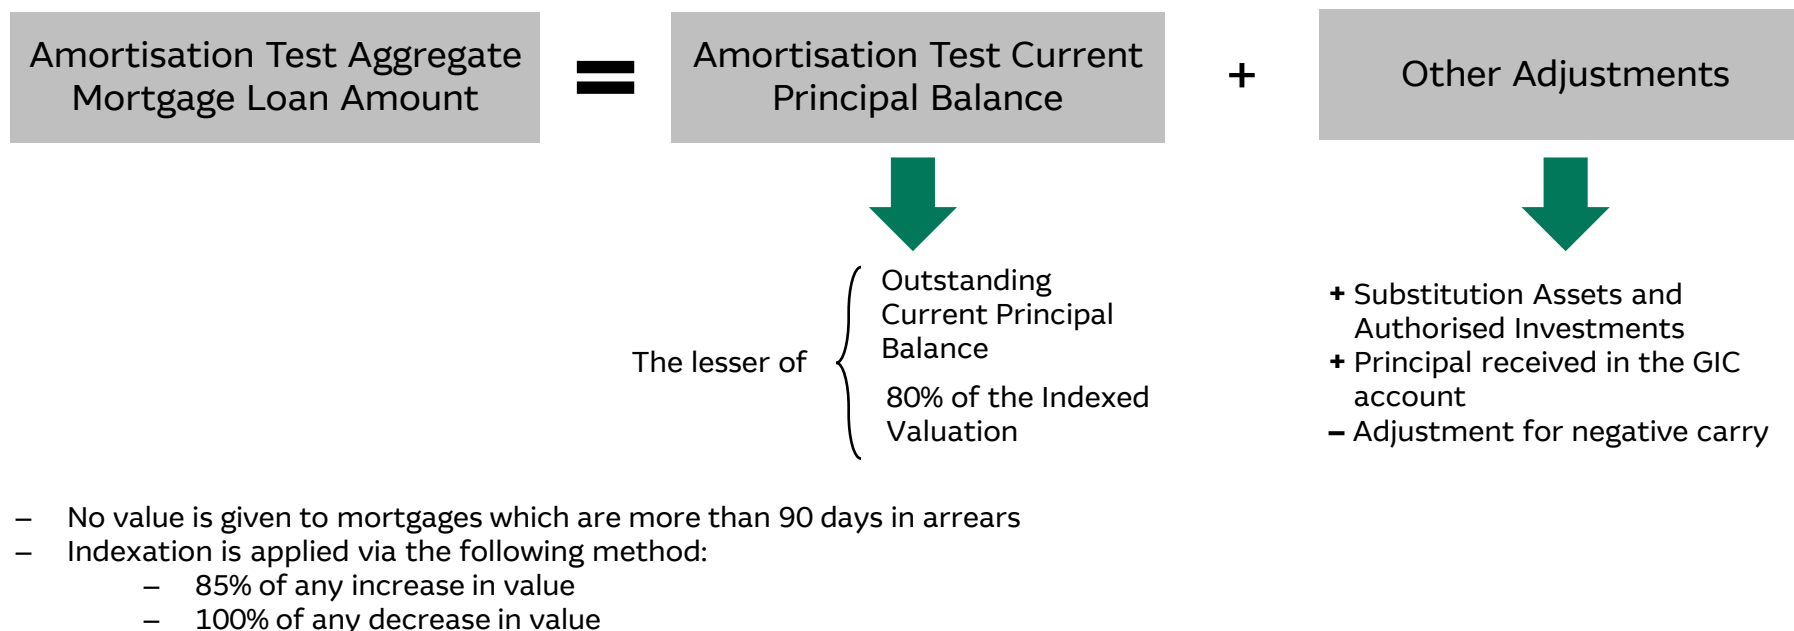 Amortisation Test Aggregate
Mortgage Loan Amount
=
Amortisation Test Current
Principal Balance
+
Other Adjustments
The lesser of
Outstanding
Current Principal
Balance
80% of the Indexed
Valuation
+ Substitution Assets and
Authorised Investments
+ Principal received in the GIC
account
– Adjustment for negative carry
– No value is given to mortgages which are more than 90 days in arrears
– Indexation is applied via the following method:
– 85% of any increase in value
– 100% of any decrease in value